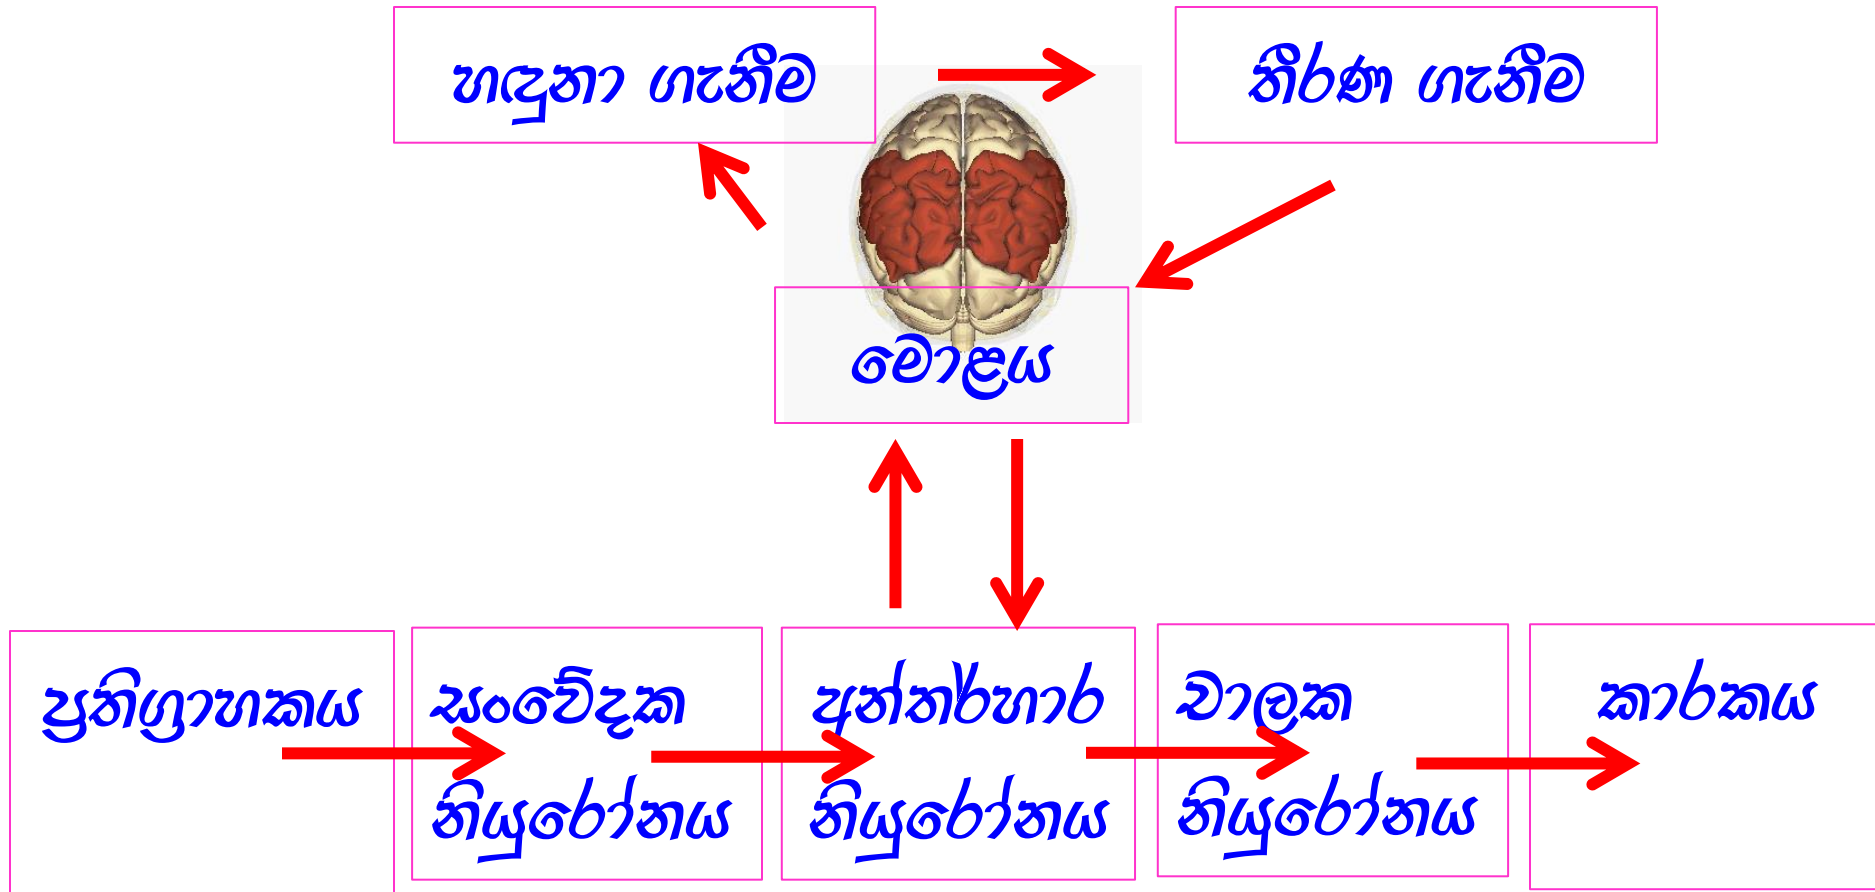 හඳුනා ගැනීම
තීරණ ගැනීම
මොළය
ප්‍රතිග්‍රාහකය
සංවේදක
නියුරෝනය
අන්තර්හාර
නියුරෝනය
චාලක
නියුරෝනය
කාරකය